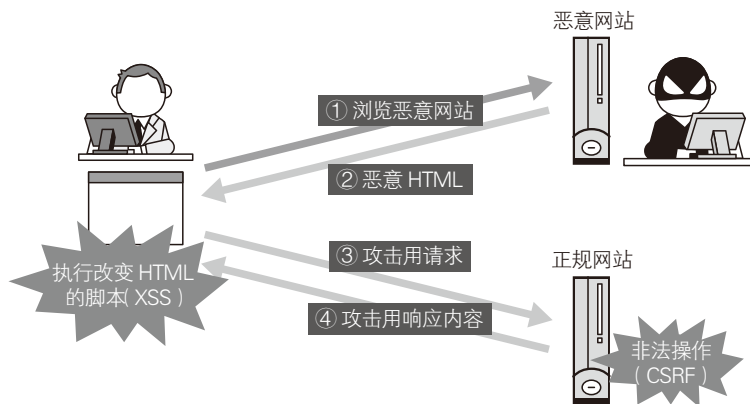 恶意网站
① 浏览恶意网站
② 恶意 HTML
③ 攻击用请求
正规网站
执行改变 HTML
的脚本（XSS）
④ 攻击用响应内容
非法操作
（CSRF）